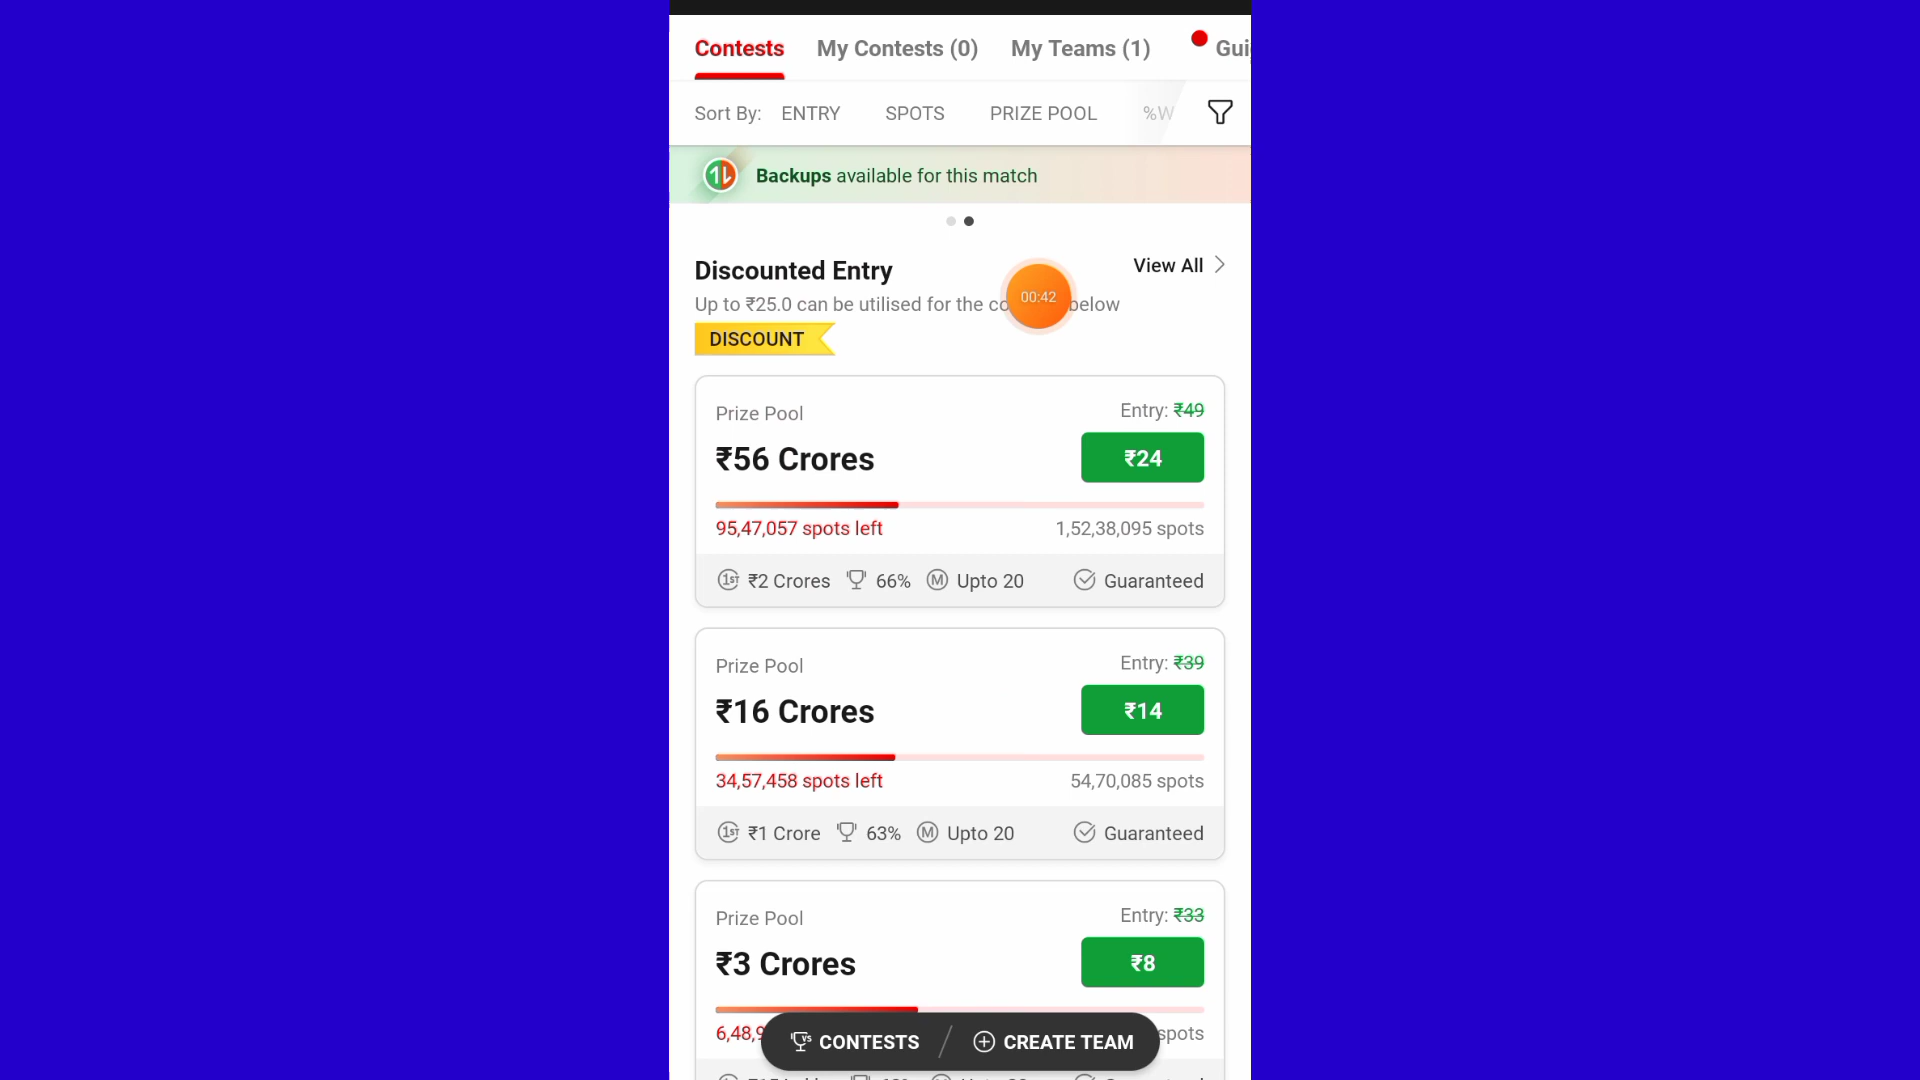 Contests My Contests (0) My Teams (1)
Sort By: ENTRY SPOTS PRIZE POOL
Backups available for this match
Discounted Entry View All
Up to ₹25.0 can be utilised for the below
00:42
DISCOUNT
Prize Pool Entry: ₹49
₹56 Crores ₹24
95,47,057 spots left 1,52,38,095 spots
1ST ₹2 Crores 66% M Upto 20 Guaranteed
Prize Pool Entry: ₹39
₹16 Crores ₹14
34,57,458 spots left 54,70,085 spots
1ST ₹1 Crore 63% M Upto 20 Guaranteed
Prize Pool Entry: ₹33
₹3 Crores ₹8
spots
VS CONTESTS CREATE TEAM